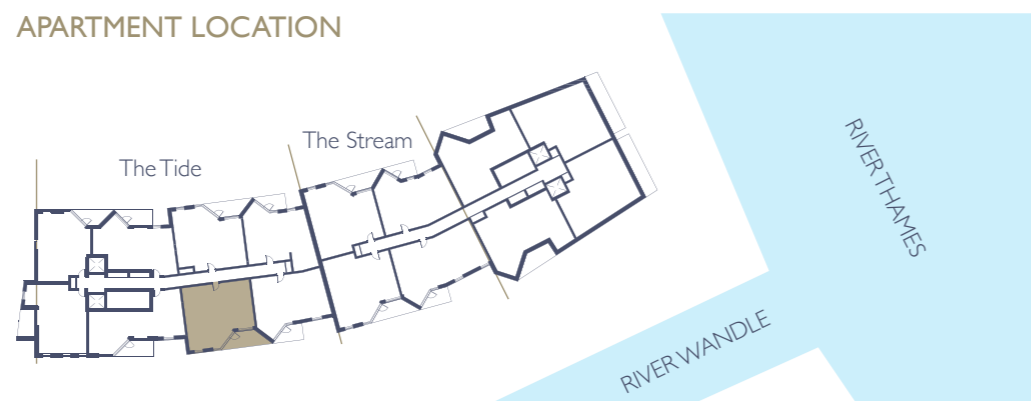 APARTMENT LOCATION
The Tide
The Stream
RIVER THAMES
RIVER WANDLE